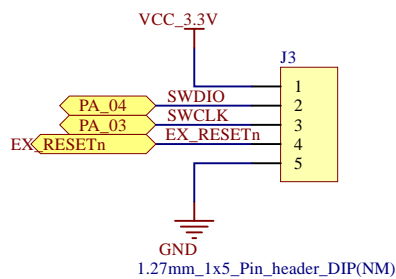 VCC_3.3V
J3
1
PA_04 SWDIO 2
PA_03 SWCLK 3
EX_RESETn EX_RESETn 4
5
GND
1.27mm_1x5_Pin_header_DIP(NM)